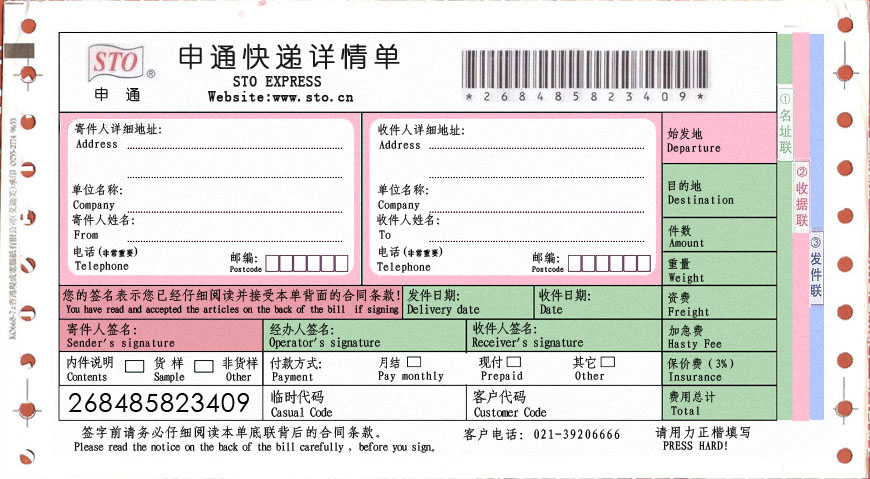 STO
®
申 通
申通快递详情单
STO EXPRESS
Website:www.sto.cn
*268485823409*
寄件人详细地址:
Address
单位名称:
Company
寄件人姓名:
From
电话(非常重要)
Telephone
邮编:
Postcode
收件人详细地址:
Address
单位名称:
Company
收件人姓名:
To
电话(非常重要)
Telephone
邮编:
Postcode
始发地
Departure
目的地
Destination
件数
Amount
重量
Weight
资费
Freight
加急费
Hasty Fee
保价费(3%)
Insurance
费用总计
Total
您的签名表示您已经仔细阅读并接受本单背面的合同条款!
You have read and accepted the articles on the back of the bill if signing
发件日期:
Delivery date
收件日期:
Date
寄件人签名:
Sender's signature
经办人签名:
Operator's signature
收件人签名:
Receiver's signature
内件说明
Contents
货 样
Sample
非货样
Other
付款方式:
Payment
月结
Pay monthly
现付
Prepaid
其它
Other
268485823409
临时代码
Casual Code
客户代码
Customer Code
签字前请务必仔细阅读本单底联背后的合同条款。
Please read the notice on the back of the bill carefully , before you sign。
客户电话: 021-39206666
请用力正楷填写
PRESS HARD!
①名址联
②收据联
③发件联